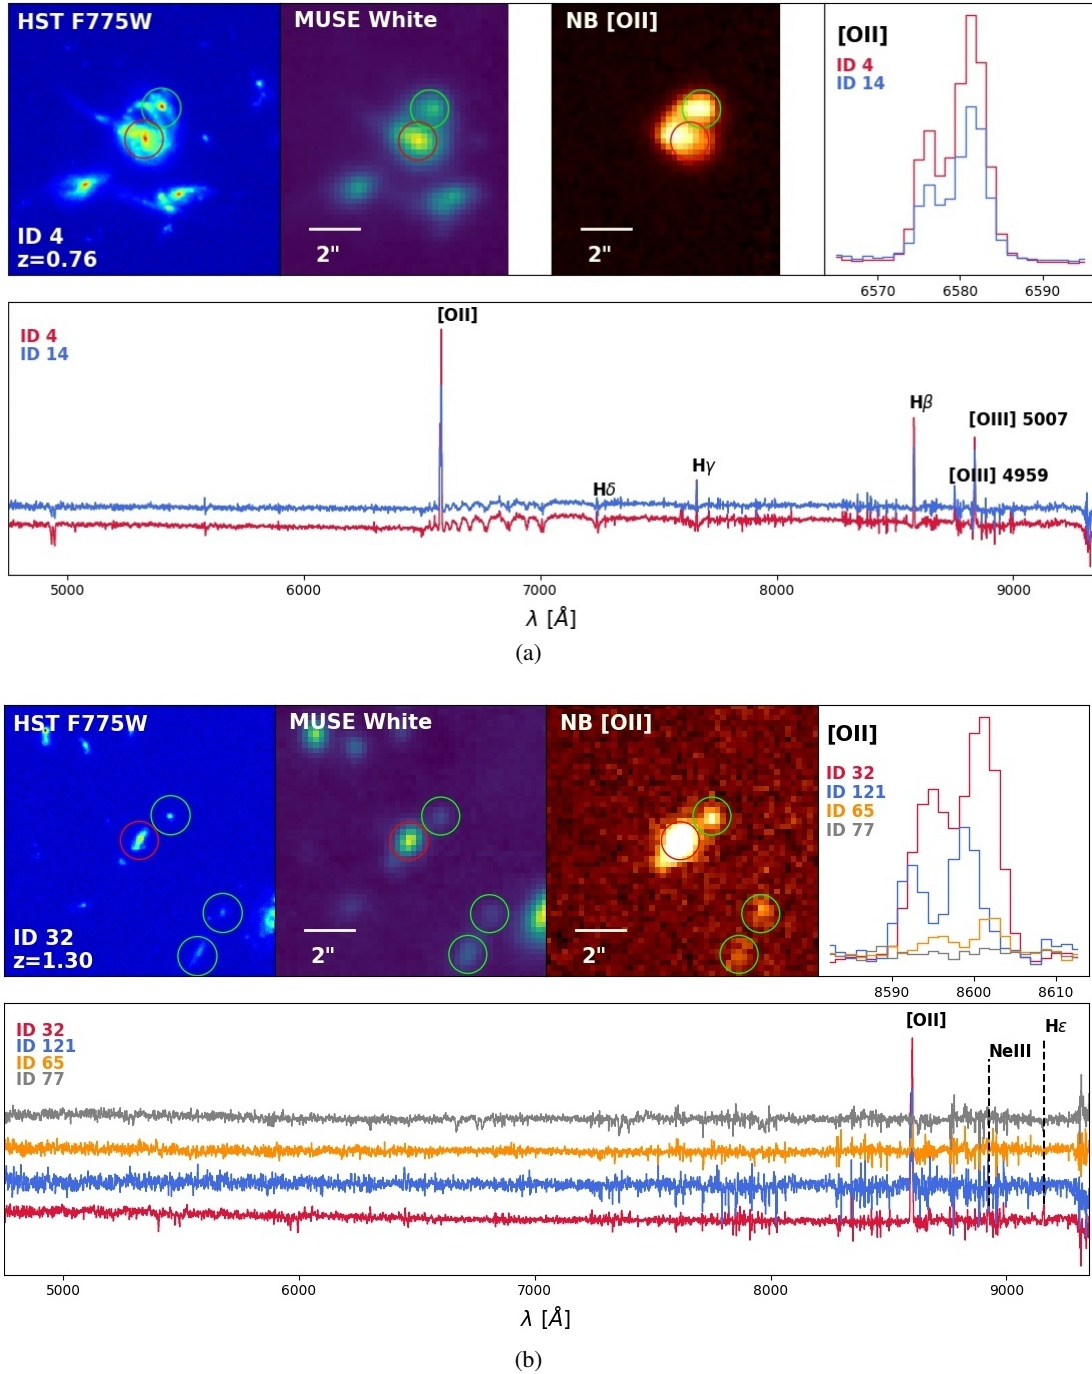 HST F775W
MUSE White
NB [OII]
[OII]
ID 4
ID 14
ID 4
z=0.76
2"
2"
6570 6580 6590
[OII]
ID 4
ID 14
Hβ
[OIII] 5007
Hγ
[OIII] 4959
Hδ
5000 6000 7000 8000 9000
λ [Å]
(a)
HST F775W
MUSE White
NB [OII]
[OII]
ID 32
ID 121
ID 65
ID 77
ID 32
z=1.30
2"
2"
8590 8600 8610
[OII]
Hε
ID 32
ID 121
NeIII
ID 65
ID 77
5000 6000 7000 8000 9000
λ [Å]
(b)